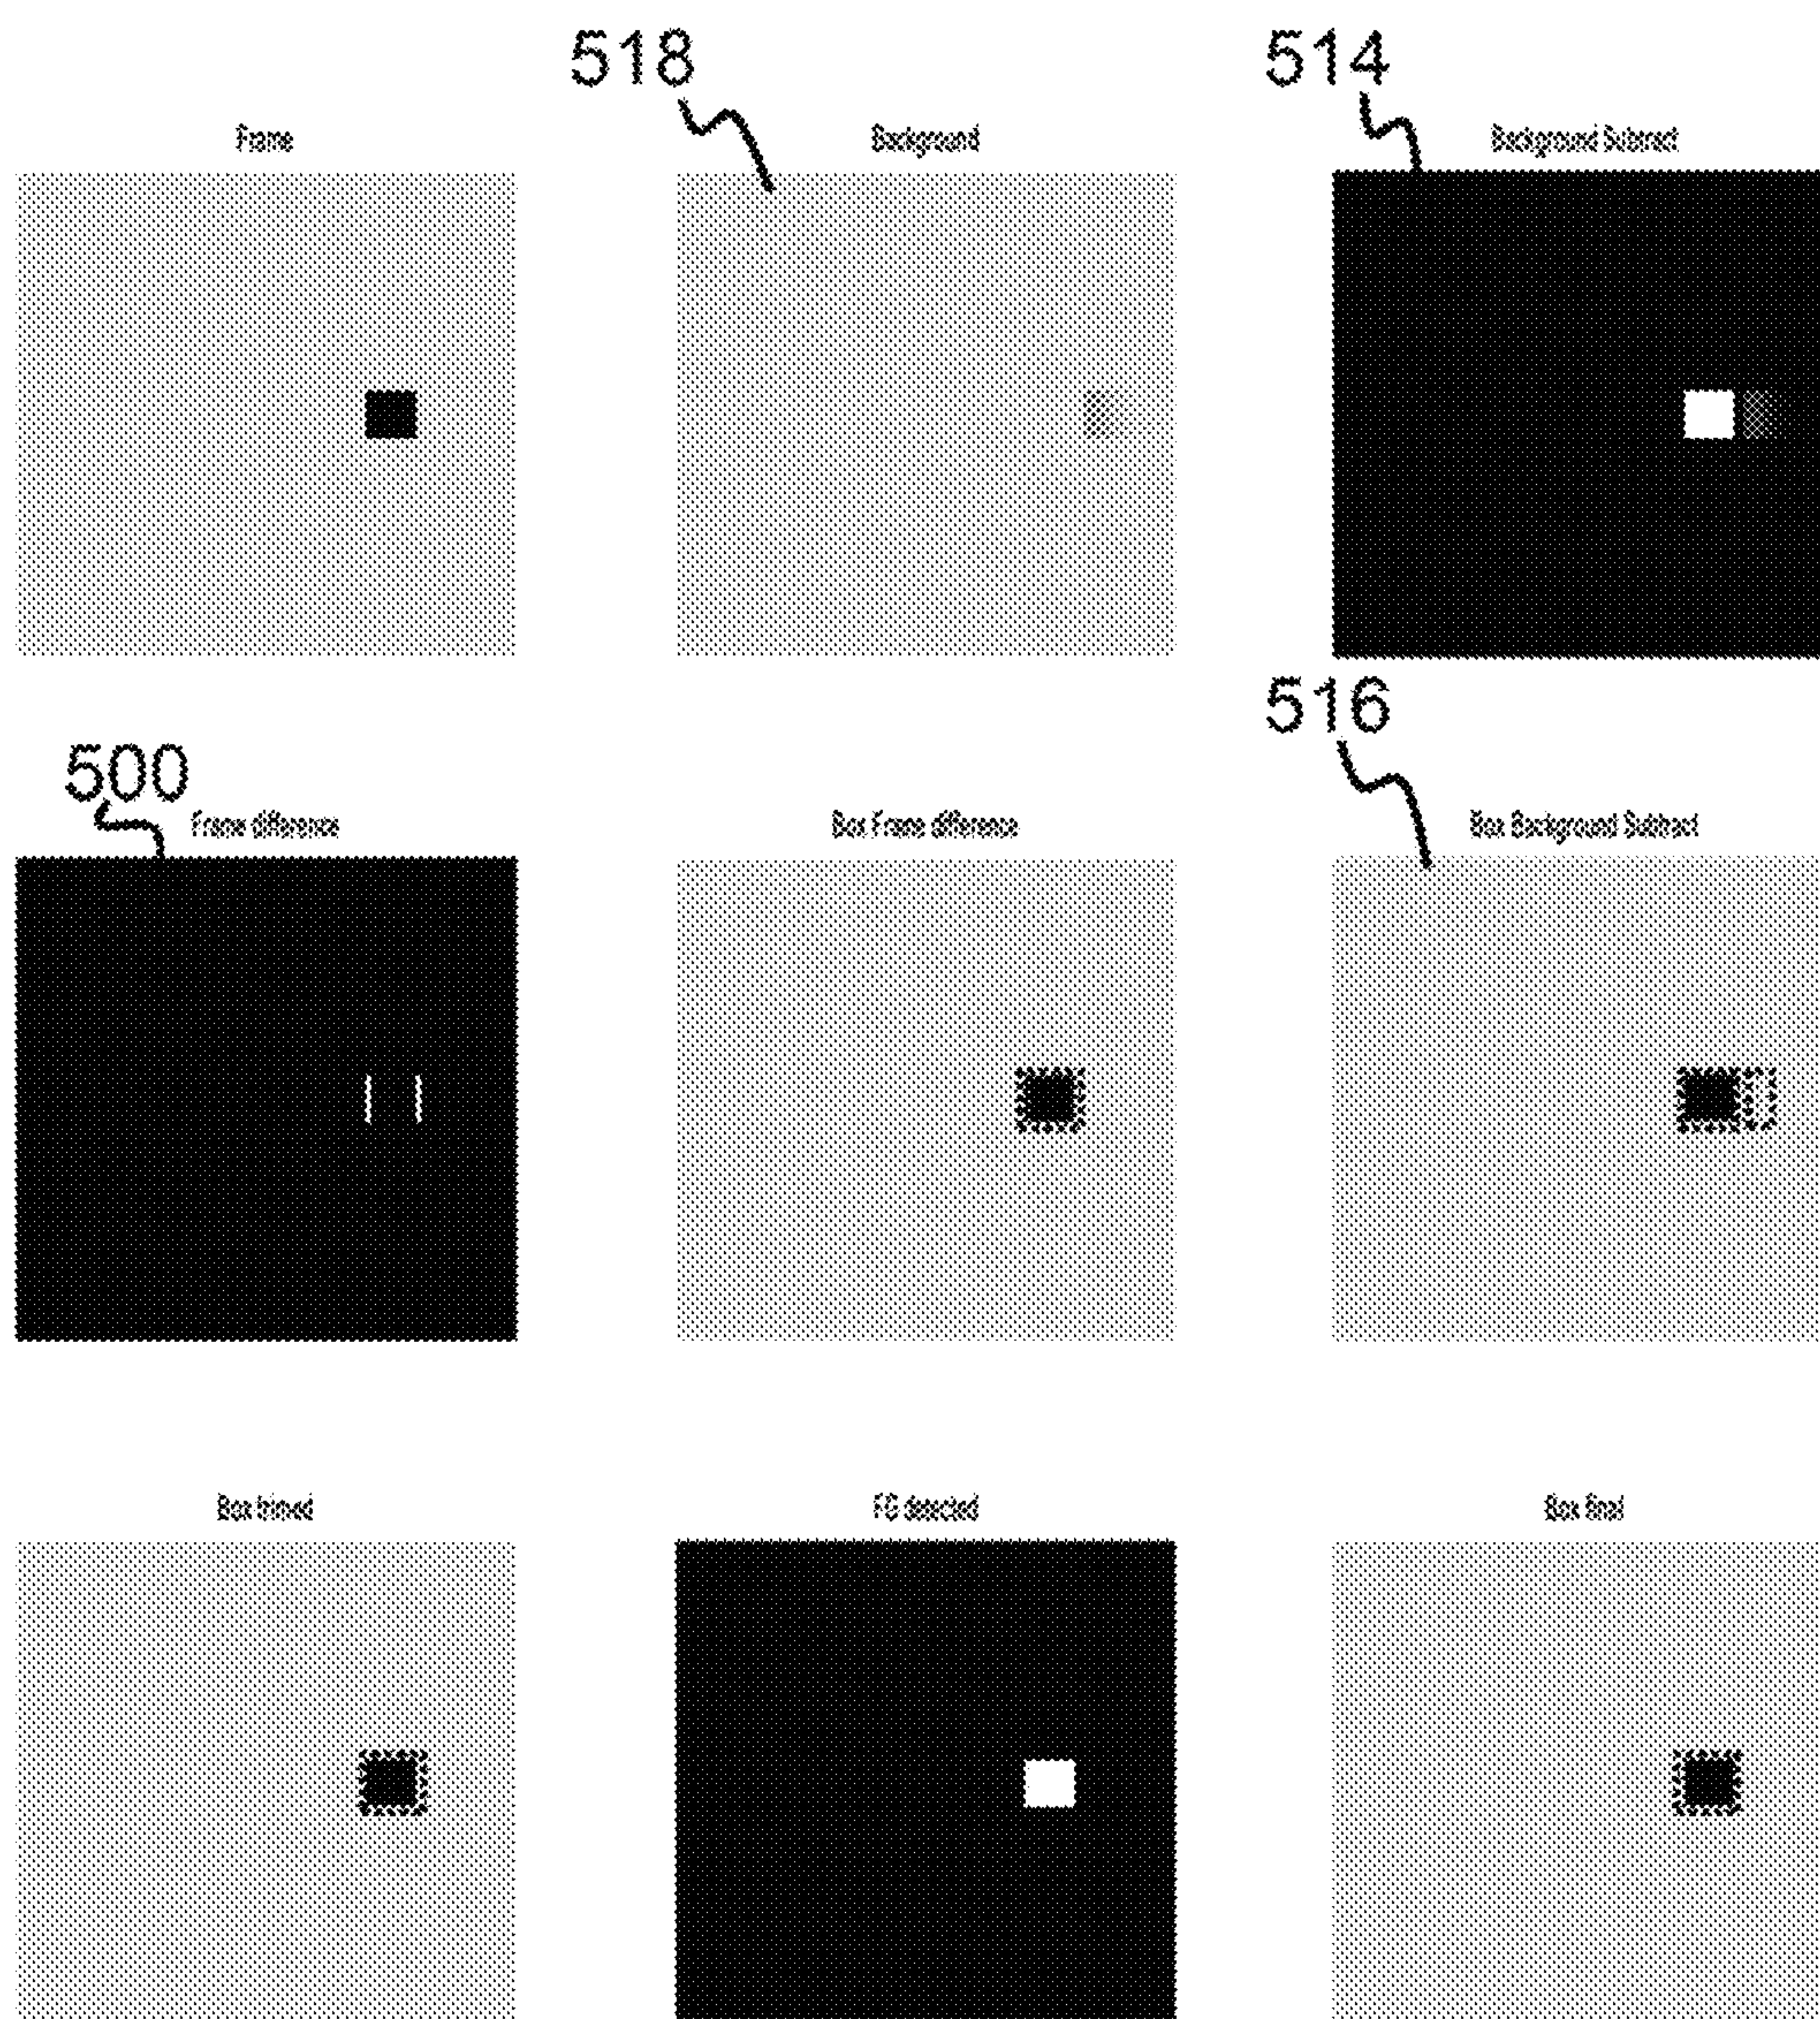 518
514
Frame
Background
Background Subtract
516
500
Frame difference
Box Frame difference
Box Background Subtract
Box
FG detected
Box final